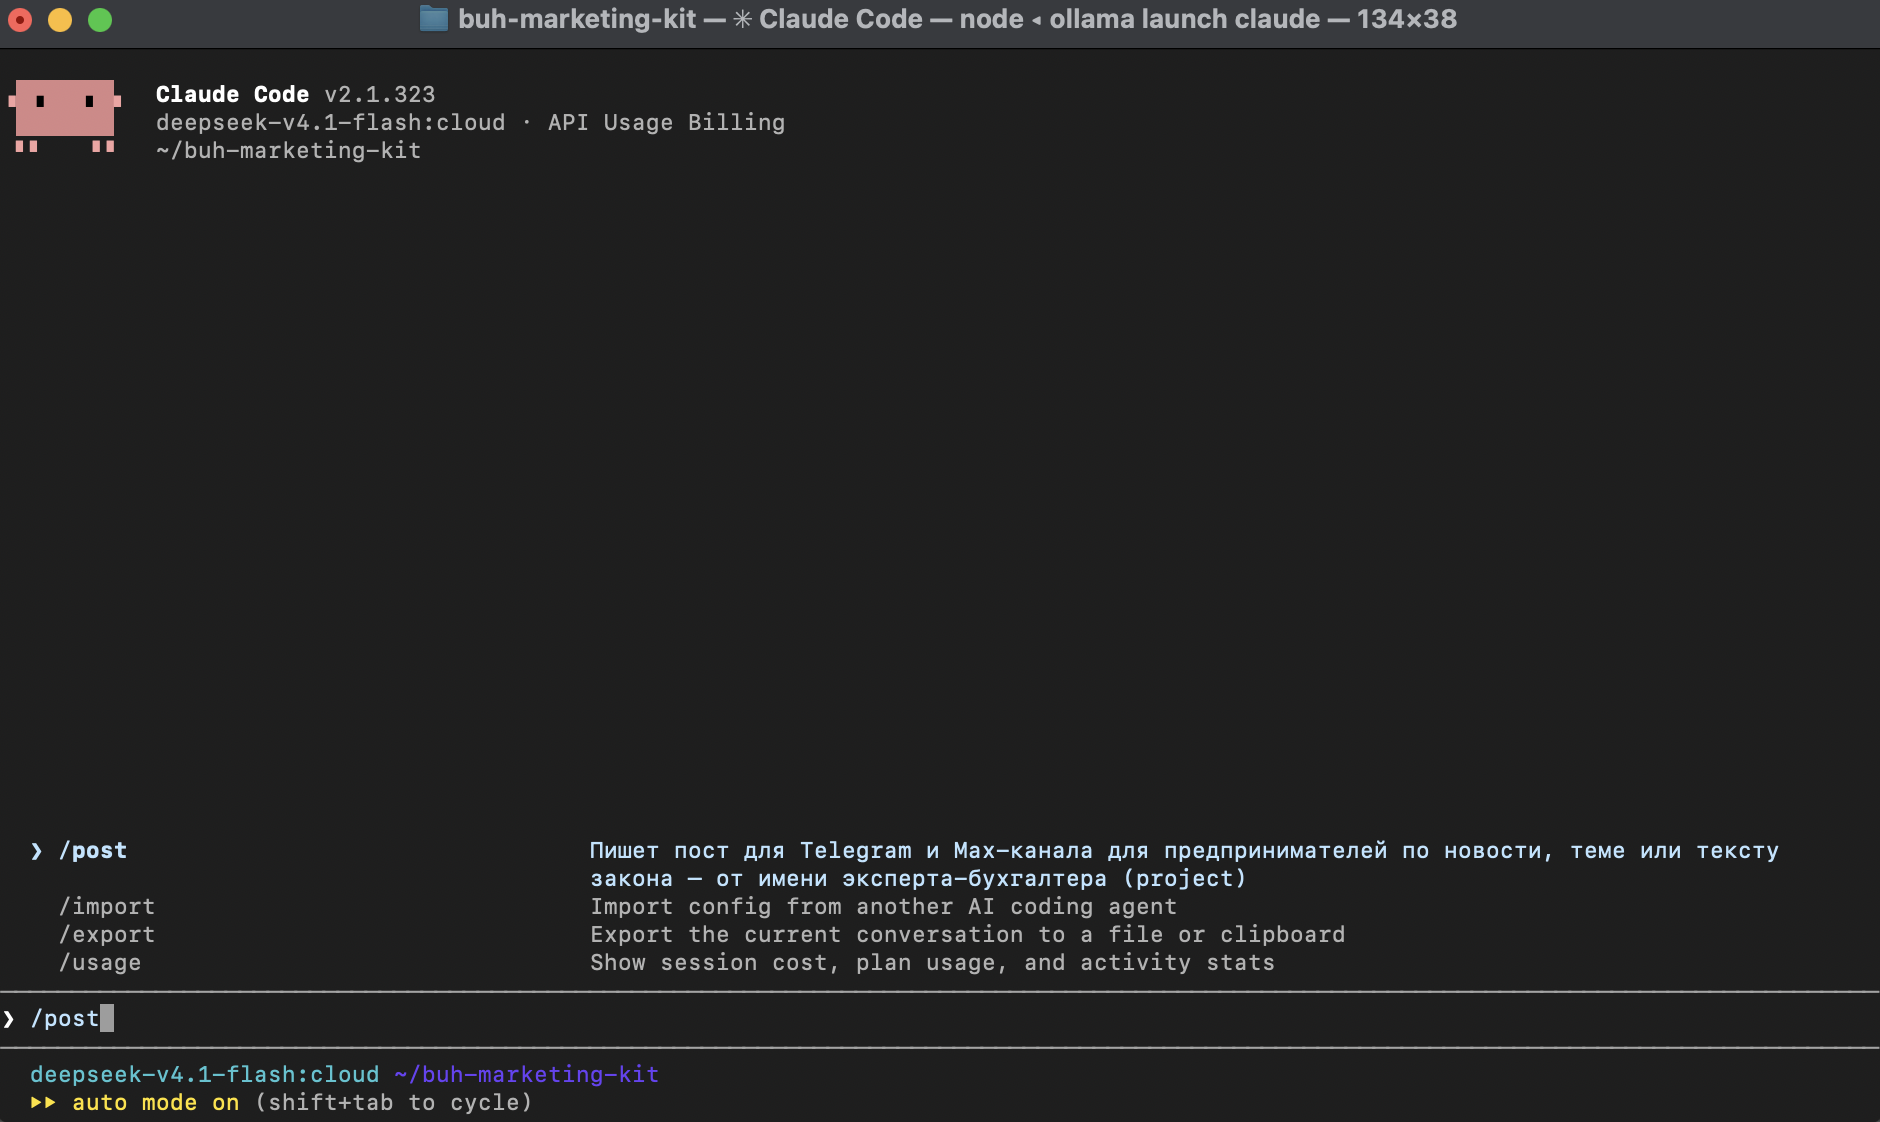 buh-marketing-kit — ✳ Claude Code — node ◂ ollama launch claude — 134×38
Claude Code v2.1.323
deepseek-v4.1-flash:cloud · API Usage Billing
~/buh-marketing-kit
❯ /post Пишет пост для Telegram и Max-канала для предпринимателей по новости, теме или тексту
закона — от имени эксперта-бухгалтера (project)
/import Import config from another AI coding agent
/export Export the current conversation to a file or clipboard
/usage Show session cost, plan usage, and activity stats
❯ /post
deepseek-v4.1-flash:cloud ~/buh-marketing-kit
⏵⏵ auto mode on (shift+tab to cycle)